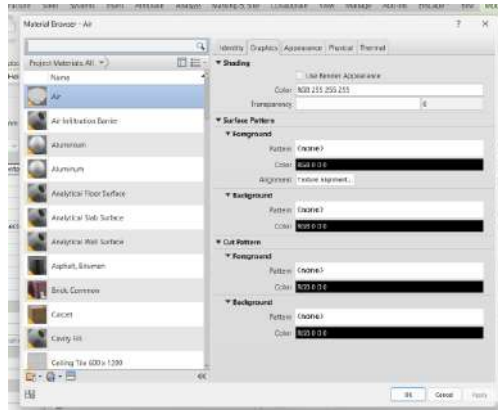 Material Browser - Air
? ×
Identity Graphics Appearance Physical Thermal
Project Materials: All
Name
Air
Air Infiltration Barrier
Aluminium
Aluminum
Analytical Floor Surface
Analytical Slab Surface
Analytical Wall Surface
Asphalt, Bitumen
Brick, Common
Carpet
Cavity Fill
Ceiling Tile 600 x 1200
Shading
Use Render Appearance
Color RGB 255 255 255
Transparency 0
Surface Pattern
Foreground
Pattern <none>
Color RGB 0 0 0
Alignment Texture Alignment...
Background
Pattern <none>
Color RGB 0 0 0
Cut Pattern
Foreground
Pattern <none>
Color RGB 0 0 0
Background
Pattern <none>
Color RGB 0 0 0
OK Cancel Apply